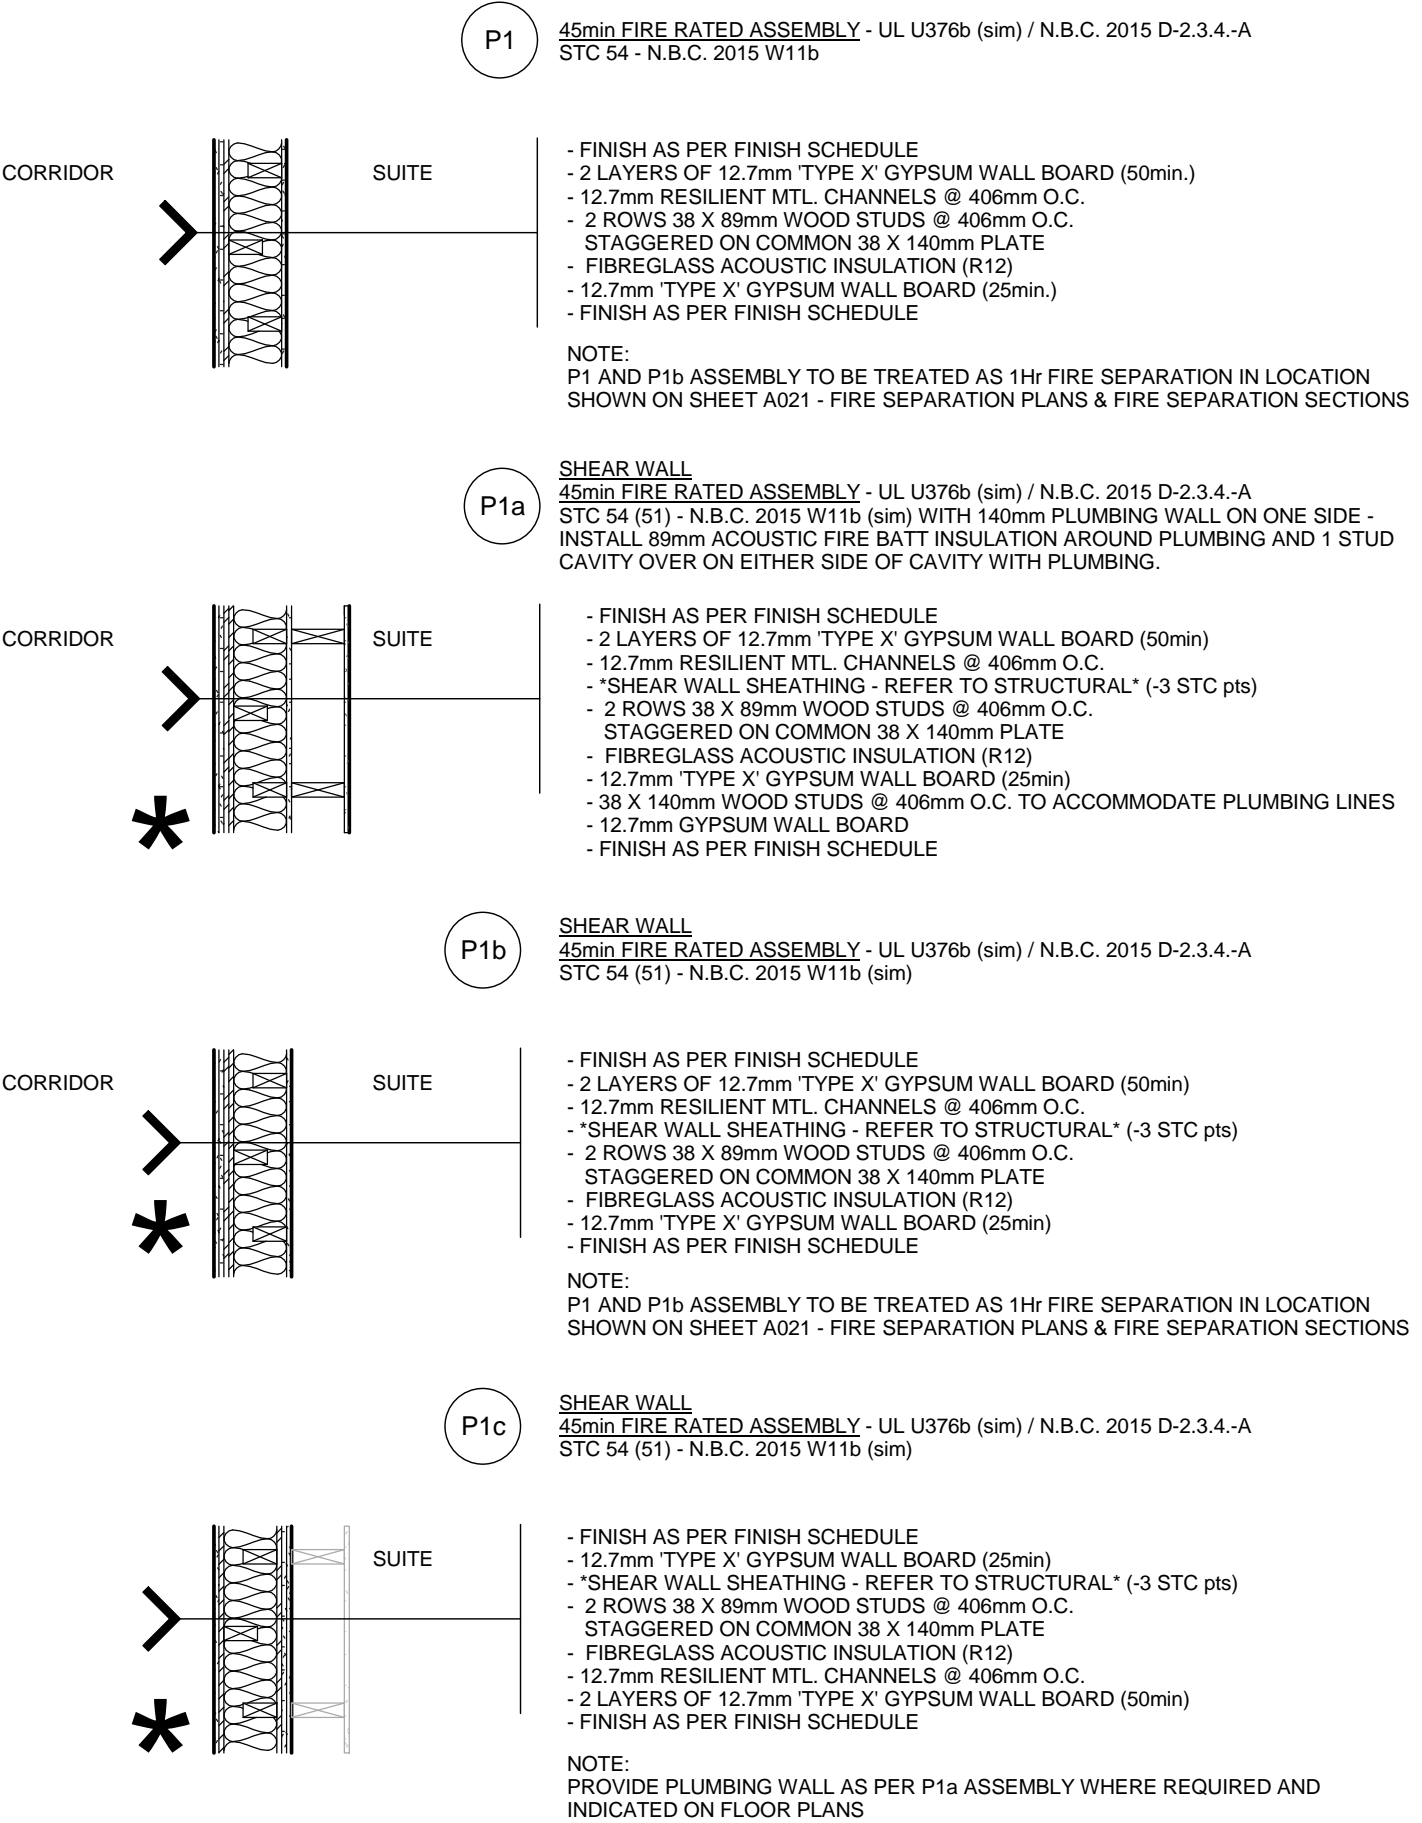 P1
45min FIRE RATED ASSEMBLY - UL U376b (sim) / N.B.C. 2015 D-2.3.4.-A
STC 54 - N.B.C. 2015 W11b
CORRIDOR
SUITE
- FINISH AS PER FINISH SCHEDULE
- 2 LAYERS OF 12.7mm 'TYPE X' GYPSUM WALL BOARD (50min.)
- 12.7mm RESILIENT MTL. CHANNELS @ 406mm O.C.
- 2 ROWS 38 X 89mm WOOD STUDS @ 406mm O.C.
STAGGERED ON COMMON 38 X 140mm PLATE
- FIBREGLASS ACOUSTIC INSULATION (R12)
- 12.7mm 'TYPE X' GYPSUM WALL BOARD (25min.)
- FINISH AS PER FINISH SCHEDULE
NOTE:
P1 AND P1b ASSEMBLY TO BE TREATED AS 1Hr FIRE SEPARATION IN LOCATION
SHOWN ON SHEET A021 - FIRE SEPARATION PLANS & FIRE SEPARATION SECTIONS
P1a
SHEAR WALL
45min FIRE RATED ASSEMBLY - UL U376b (sim) / N.B.C. 2015 D-2.3.4.-A
STC 54 (51) - N.B.C. 2015 W11b (sim) WITH 140mm PLUMBING WALL ON ONE SIDE -
INSTALL 89mm ACOUSTIC FIRE BATT INSULATION AROUND PLUMBING AND 1 STUD
CAVITY OVER ON EITHER SIDE OF CAVITY WITH PLUMBING.
CORRIDOR
SUITE
*
- FINISH AS PER FINISH SCHEDULE
- 2 LAYERS OF 12.7mm 'TYPE X' GYPSUM WALL BOARD (50min)
- 12.7mm RESILIENT MTL. CHANNELS @ 406mm O.C.
- *SHEAR WALL SHEATHING - REFER TO STRUCTURAL* (-3 STC pts)
- 2 ROWS 38 X 89mm WOOD STUDS @ 406mm O.C.
STAGGERED ON COMMON 38 X 140mm PLATE
- FIBREGLASS ACOUSTIC INSULATION (R12)
- 12.7mm 'TYPE X' GYPSUM WALL BOARD (25min)
- 38 X 140mm WOOD STUDS @ 406mm O.C. TO ACCOMMODATE PLUMBING LINES
- 12.7mm GYPSUM WALL BOARD
- FINISH AS PER FINISH SCHEDULE
P1b
SHEAR WALL
45min FIRE RATED ASSEMBLY - UL U376b (sim) / N.B.C. 2015 D-2.3.4.-A
STC 54 (51) - N.B.C. 2015 W11b (sim)
CORRIDOR
SUITE
*
- FINISH AS PER FINISH SCHEDULE
- 2 LAYERS OF 12.7mm 'TYPE X' GYPSUM WALL BOARD (50min)
- 12.7mm RESILIENT MTL. CHANNELS @ 406mm O.C.
- *SHEAR WALL SHEATHING - REFER TO STRUCTURAL* (-3 STC pts)
- 2 ROWS 38 X 89mm WOOD STUDS @ 406mm O.C.
STAGGERED ON COMMON 38 X 140mm PLATE
- FIBREGLASS ACOUSTIC INSULATION (R12)
- 12.7mm 'TYPE X' GYPSUM WALL BOARD (25min)
- FINISH AS PER FINISH SCHEDULE
NOTE:
P1 AND P1b ASSEMBLY TO BE TREATED AS 1Hr FIRE SEPARATION IN LOCATION
SHOWN ON SHEET A021 - FIRE SEPARATION PLANS & FIRE SEPARATION SECTIONS
P1c
SHEAR WALL
45min FIRE RATED ASSEMBLY - UL U376b (sim) / N.B.C. 2015 D-2.3.4.-A
STC 54 (51) - N.B.C. 2015 W11b (sim)
SUITE
*
- FINISH AS PER FINISH SCHEDULE
- 12.7mm 'TYPE X' GYPSUM WALL BOARD (25min)
- *SHEAR WALL SHEATHING - REFER TO STRUCTURAL* (-3 STC pts)
- 2 ROWS 38 X 89mm WOOD STUDS @ 406mm O.C.
STAGGERED ON COMMON 38 X 140mm PLATE
- FIBREGLASS ACOUSTIC INSULATION (R12)
- 12.7mm RESILIENT MTL. CHANNELS @ 406mm O.C.
- 2 LAYERS OF 12.7mm 'TYPE X' GYPSUM WALL BOARD (50min)
- FINISH AS PER FINISH SCHEDULE
NOTE:
PROVIDE PLUMBING WALL AS PER P1a ASSEMBLY WHERE REQUIRED AND
INDICATED ON FLOOR PLANS